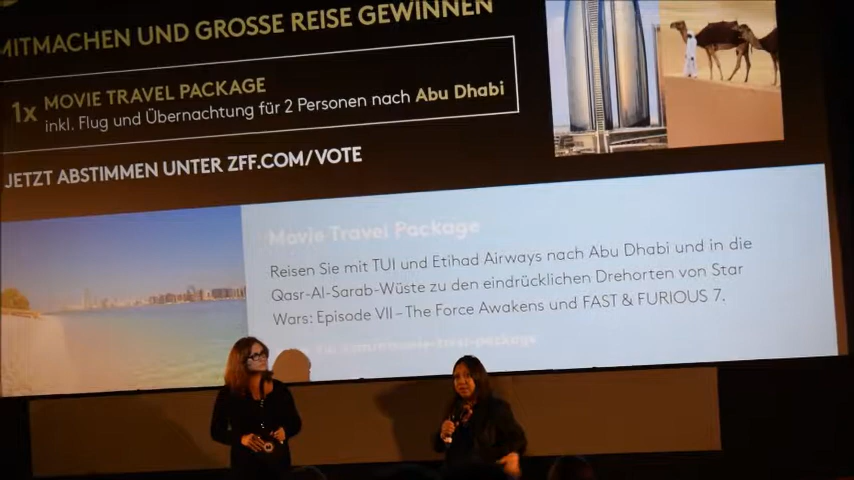 MITMACHEN UND GROSSE REISE GEWINNEN
1x MOVIE TRAVEL PACKAGE
inkl. Flug und Übernachtung für 2 Personen nach Abu Dhabi
JETZT ABSTIMMEN UNTER ZFF.COM/VOTE
Movie Travel Package
Reisen Sie mit TUI und Etihad Airways nach Abu Dhabi und in die
Qasr-Al-Sarab-Wüste zu den eindrücklichen Drehorten von Star
Wars: Episode VII – The Force Awakens und FAST & FURIOUS 7.